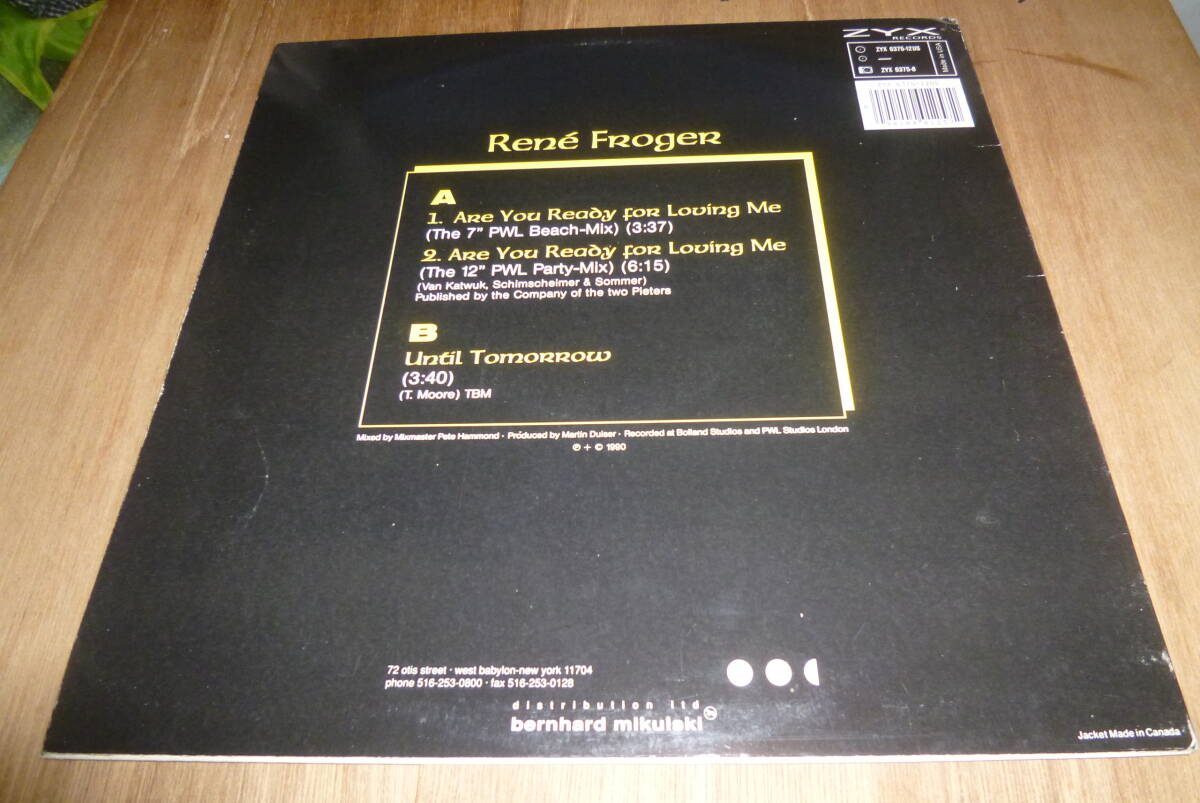 ZYX
RECORDS
ZYX 6375-12US
ZYX 6375-8
Made in USA
René Froger
A
1. Are You Ready for Loving Me
(The 7" PWL Beach-Mix) (3:37)
2. Are You Ready for Loving Me
(The 12" PWL Party-Mix) (6:15)
(Van Katwuk, Schimscheimer & Sommer)
Published by the Company of the two Pieters
B
Until Tomorrow
(3:40)
(T. Moore) TBM
Mixed by Mixmaster Pete Hammond · Produced by Martin Duiser · Recorded at Bolland Studios and PWL Studios London
℗ + © 1990
72 otis street · west babylon-new york 11704
phone 516-253-0800 · fax 516-253-0128
distribution ltd
bernhard mikulski
Jacket Made in Canada